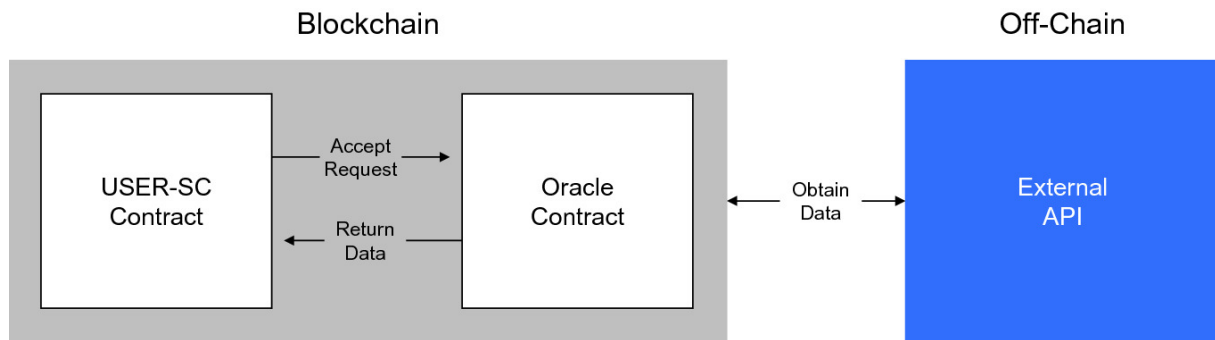 Blockchain
Off-Chain
USER-SC
Contract
Accept
Request
Return
Data
Oracle
Contract
Obtain
Data
External
API